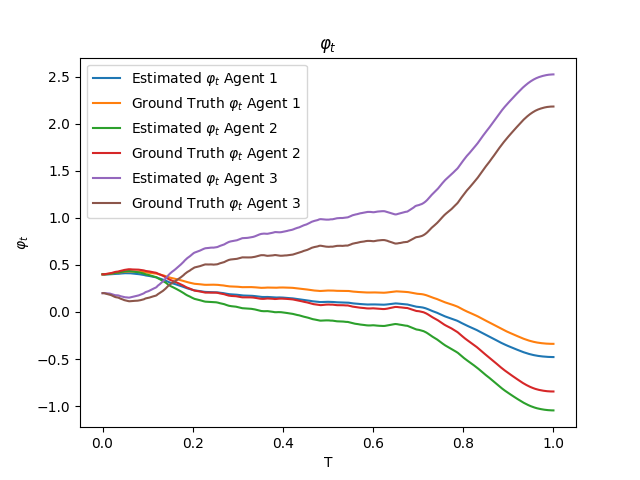 φₜ
Estimated φₜ Agent 1
Ground Truth φₜ Agent 1
Estimated φₜ Agent 2
Ground Truth φₜ Agent 2
Estimated φₜ Agent 3
Ground Truth φₜ Agent 3
2.5
2.0
1.5
1.0
0.5
0.0
−0.5
−1.0
φₜ
0.0 0.2 0.4 0.6 0.8 1.0
T